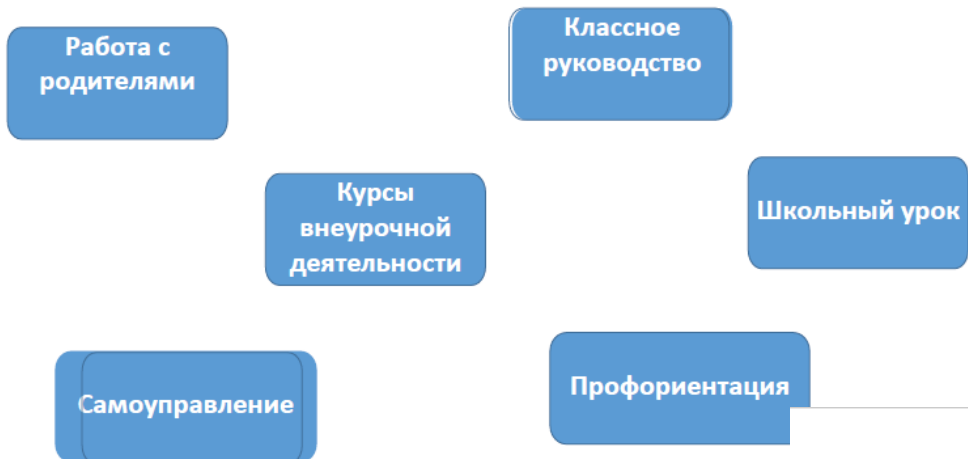 Работа с
родителями
Классное
руководство
Курсы
внеурочной
деятельности
Школьный урок
Самоуправление
Профориентация